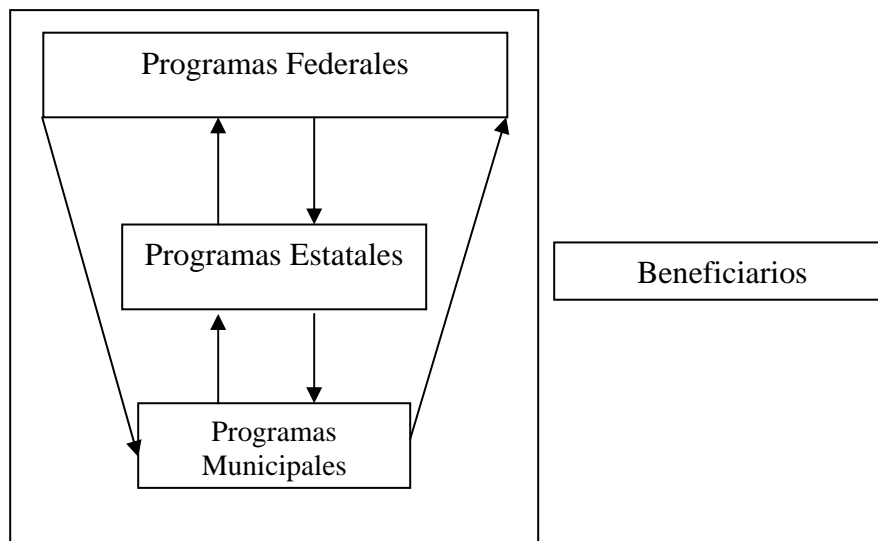 Programas Federales
Programas Estatales
Beneficiarios
Programas
Municipales